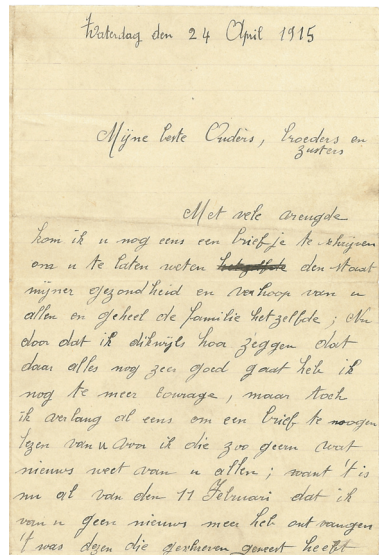 Zaterdag den 24 April 1915
Mijne beste Ouders, broeders en
zusters
Met vele vreugde
kom ik u nog eens een briefje te schrijven
om u te laten weten hetzelfde den staat
mijner gezondheid en verhoop van u
allen en geheel de familie hetzelfde ; Nu
door dat ik dikwijls hoor zeggen dat
daar alles nog zeer goed gaat heb ik
nog te meer Courage, maar toch
ik verlang al eens om een brief te moogen
lezen van u voor ik die zoo geern wat
nieuws weet van u allen ; want 't is
nu al van den 11 Februari dat ik
van u geen nieuws meer heb ontvangen
't was dezen die geschreven geweest heeft